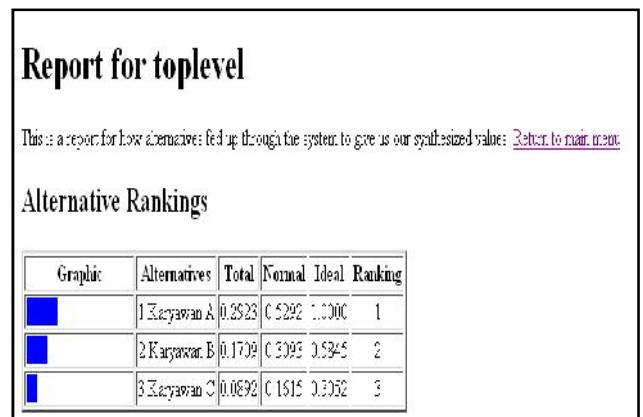 Report for toplevel
This is a report for how alternatives fed up through the system to give us our synthesized values. Return to main menu
Alternative Rankings
Graphic Alternatives Total Normal Ideal Ranking
1 Karyawan A 0.2923 0.5292 1.0000 1
2 Karyawan B 0.1709 0.3093 0.5845 2
3 Karyawan C 0.0892 0.1615 0.3052 3